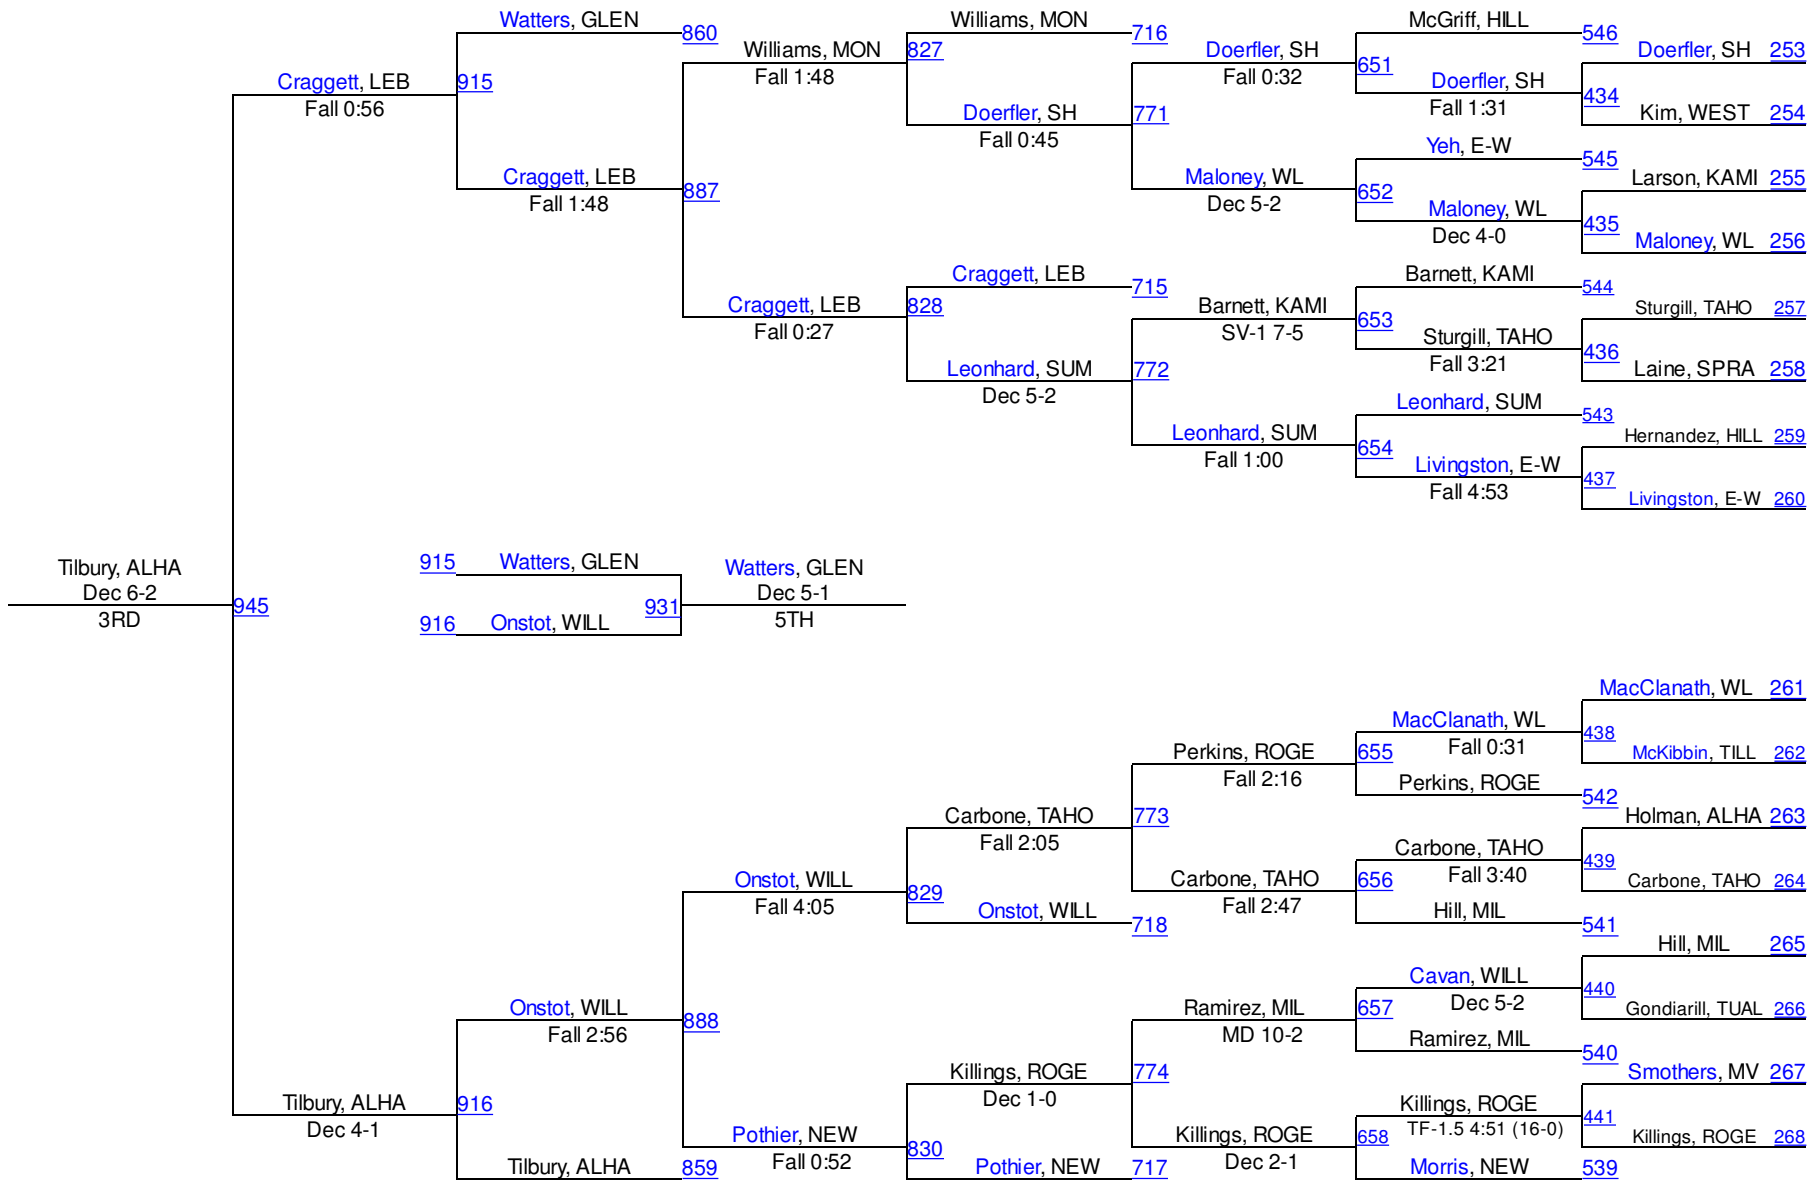 Watters, GLEN
860
Craggett, LEB
Fall 0:56
915
Craggett, LEB
Fall 1:48
Williams, MON
Fall 1:48
887
Craggett, LEB
Fall 0:27
Williams, MON
716
827
Doerfler, SH
Fall 0:45
Craggett, LEB
715
828
Leonhard, SUM
Dec 5-2
Doerfler, SH
Fall 0:32
771
Maloney, WL
Dec 5-2
Barnett, KAMI
SV-1 7-5
772
Leonhard, SUM
Fall 1:00
McGriff, HILL
546
651
Doerfler, SH
Fall 1:31
Yeh, E-W
545
652
Maloney, WL
Dec 4-0
Barnett, KAMI
544
653
Sturgill, TAHO
Fall 3:21
Leonhard, SUM
543
654
Livingston, E-W
Fall 4:53
Doerfler, SH 253
434
Kim, WEST 254
Larson, KAMI 255
435
Maloney, WL 256
Sturgill, TAHO 257
436
Laine, SPRA 258
Hernandez, HILL 259
437
Livingston, E-W 260
Tilbury, ALHA
Dec 6-2
3RD
945
915 Watters, GLEN
916 Onstot, WILL
931
Watters, GLEN
Dec 5-1
5TH
Tilbury, ALHA
Dec 4-1
916
Onstot, WILL
Fall 2:56
Tilbury, ALHA
859
Onstot, WILL
Fall 4:05
888
Pothier, NEW
Fall 0:52
Carbone, TAHO
Fall 2:05
829
Onstot, WILL
718
Killings, ROGE
Dec 1-0
830
Pothier, NEW
717
Perkins, ROGE
Fall 2:16
773
Carbone, TAHO
Fall 2:47
Ramirez, MIL
MD 10-2
774
Killings, ROGE
Dec 2-1
MacClanath, WL
Fall 0:31
655
Perkins, ROGE
542
Carbone, TAHO
Fall 3:40
656
Hill, MIL
541
Cavan, WILL
Dec 5-2
657
Ramirez, MIL
540
Killings, ROGE
TF-1.5 4:51 (16-0)
658
Morris, NEW
539
MacClanath, WL 261
438
McKibbin, TILL 262
Holman, ALHA 263
439
Carbone, TAHO 264
Hill, MIL 265
440
Gondiarill, TUAL 266
Smothers, MV 267
441
Killings, ROGE 268